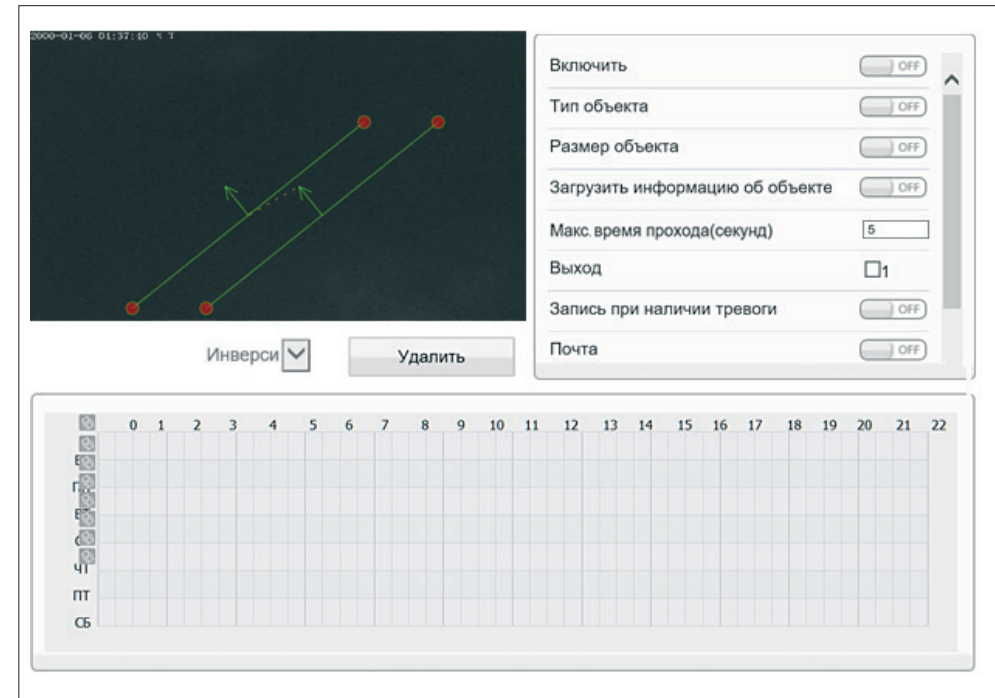 2000-01-06 04:37:40
Включить OFF
Тип объекта OFF
Размер объекта OFF
Загрузить информацию об объекте OFF
Макс.время прохода(секунд) 5
Выход 1
Запись при наличии тревоги OFF
Почта OFF
Инверси
Удалить
0 1 2 3 4 5 6 7 8 9 10 11 12 13 14 15 16 17 18 19 20 21 22
ЧТ
ПТ
СБ